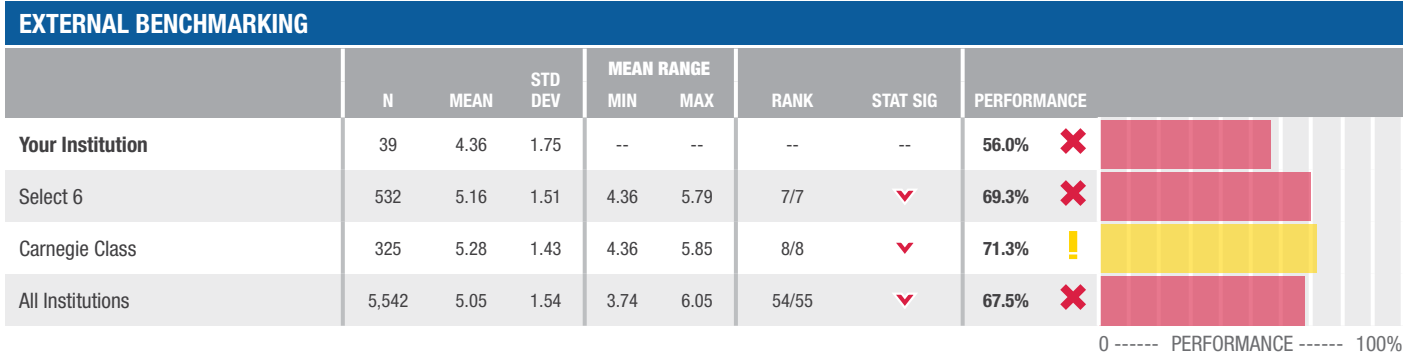 EXTERNAL BENCHMARKING
N MEAN STD DEV MEAN RANGE MIN MAX RANK STAT SIG PERFORMANCE
Your Institution 39 4.36 1.75 -- -- -- -- 56.0%
Select 6 532 5.16 1.51 4.36 5.79 7/7 69.3%
Carnegie Class 325 5.28 1.43 4.36 5.85 8/8 71.3%
All Institutions 5,542 5.05 1.54 3.74 6.05 54/55 67.5%
0 ------ PERFORMANCE ------ 100%